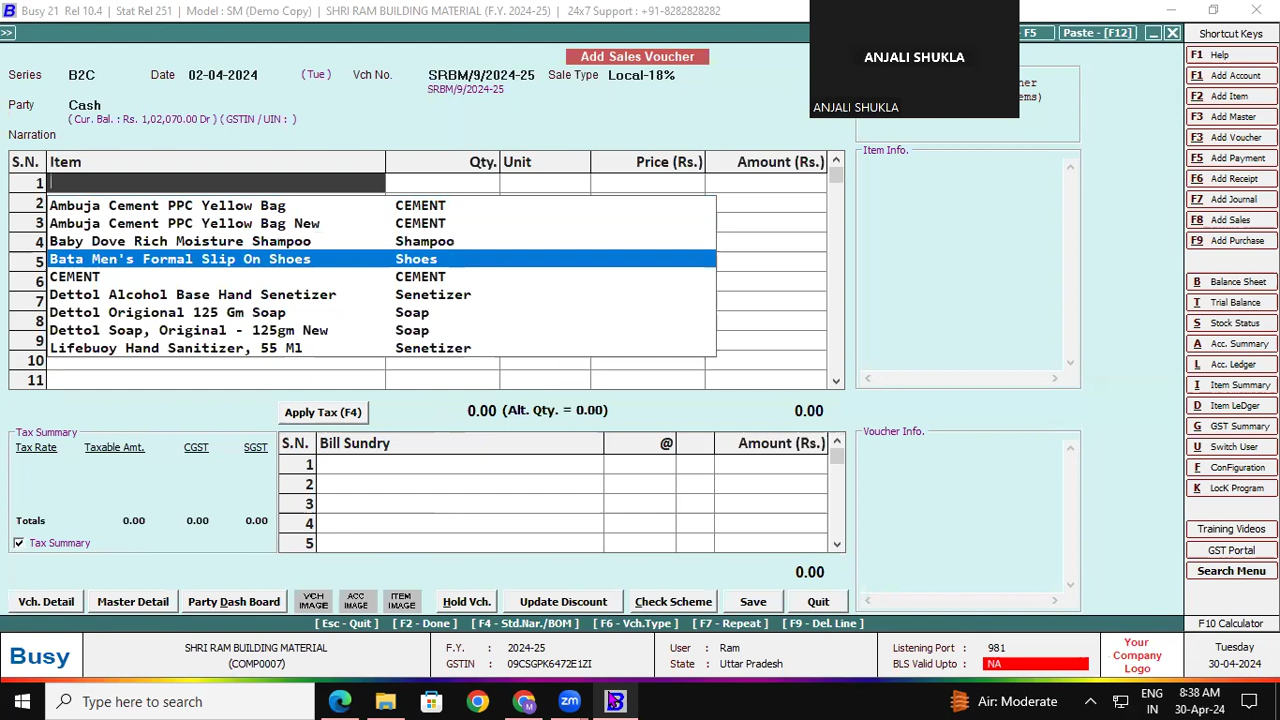 Busy 21 Rel 10.4 | Stat Rel 251 | Model : SM (Demo Copy) | SHRI RAM BUILDING MATERIAL (F.Y. 2024-25) | 24x7 Support : +91-8282828282
>>
- F5
Paste - [F12]
Shortcut Keys
Add Sales Voucher
ANJALI SHUKLA
ANJALI SHUKLA
Series B2C Date 02-04-2024 (Tue) Vch No. SRBM/9/2024-25 Sale Type Local-18%
SRBM/9/2024-25
Party Cash
( Cur. Bal. : Rs. 1,02,070.00 Dr ) ( GSTIN / UIN : )
Narration
S.N. Item Qty. Unit Price (Rs.) Amount (Rs.)
1
2
3
4
5
6
7
8
9
10
11
Ambuja Cement PPC Yellow Bag CEMENT
Ambuja Cement PPC Yellow Bag New CEMENT
Baby Dove Rich Moisture Shampoo Shampoo
Bata Men's Formal Slip On Shoes Shoes
CEMENT CEMENT
Dettol Alcohol Base Hand Senetizer Senetizer
Dettol Origional 125 Gm Soap Soap
Dettol Soap, Original - 125gm New Soap
Lifebuoy Hand Sanitizer, 55 Ml Senetizer
Item Info.
Apply Tax (F4) 0.00 (Alt. Qty. = 0.00) 0.00
Tax Summary
Tax Rate Taxable Amt. CGST SGST
Totals 0.00 0.00 0.00
Tax Summary
S.N. Bill Sundry @ Amount (Rs.)
1
2
3
4
5
0.00
Voucher Info.
Vch. Detail Master Detail Party Dash Board VCH IMAGE ACC IMAGE ITEM IMAGE Hold Vch. Update Discount Check Scheme Save Quit
[ Esc - Quit ] [ F2 - Done ] [ F4 - Std.Nar./BOM ] [ F6 - Vch.Type ] [ F7 - Repeat ] [ F9 - Del. Line ]
F1 Help
F1 Add Account
F2 Add Item
F3 Add Master
F3 Add Voucher
F5 Add Payment
F6 Add Receipt
F7 Add Journal
F8 Add Sales
F9 Add Purchase
B Balance Sheet
T Trial Balance
S Stock Status
A Acc. Summary
L Acc. Ledger
I Item Summary
D Item LeDger
G GST Summary
U Switch User
F ConFiguration
K LocK Program
Training Videos
GST Portal
Search Menu
F10 Calculator
Busy
SHRI RAM BUILDING MATERIAL
(COMP0007)
F.Y. : 2024-25
GSTIN : 09CSGPK6472E1ZI
User : Ram
State : Uttar Pradesh
Listening Port : 981
BLS Valid Upto : NA
Your
Company
Logo
Tuesday
30-04-2024
Type here to search
zm
Air: Moderate
ENG
IN
8:38 AM
30-Apr-24